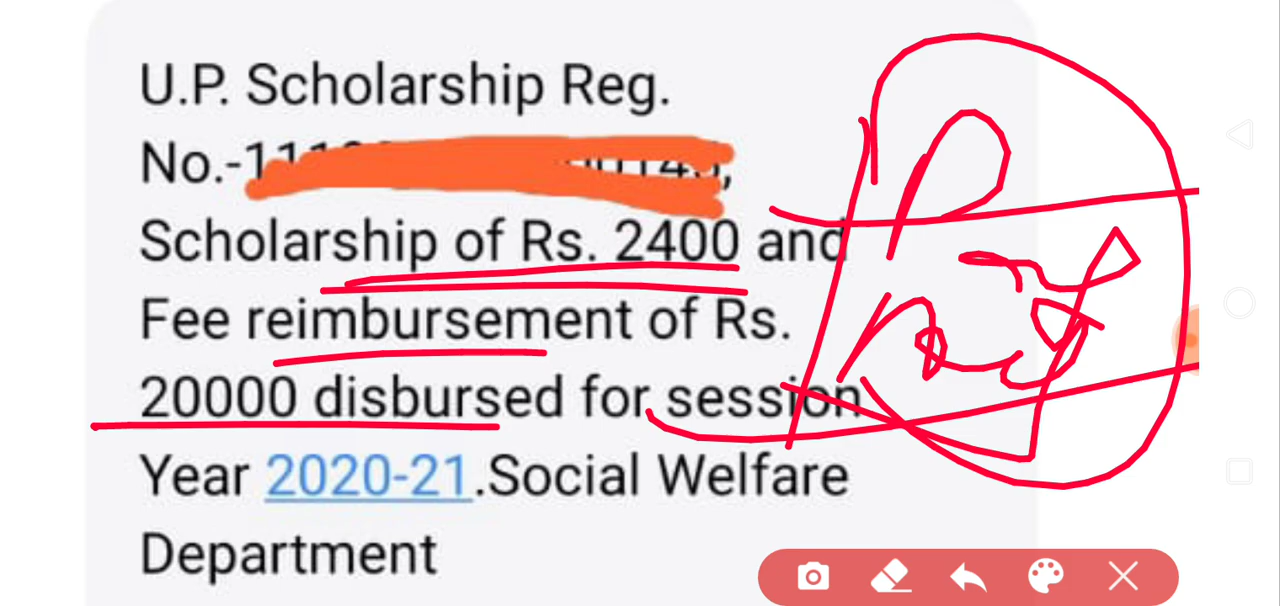 U.P. Scholarship Reg.
No.-
Scholarship of Rs. 2400 and
Fee reimbursement of Rs.
20000 disbursed for session
Year 2020-21.Social Welfare
Department